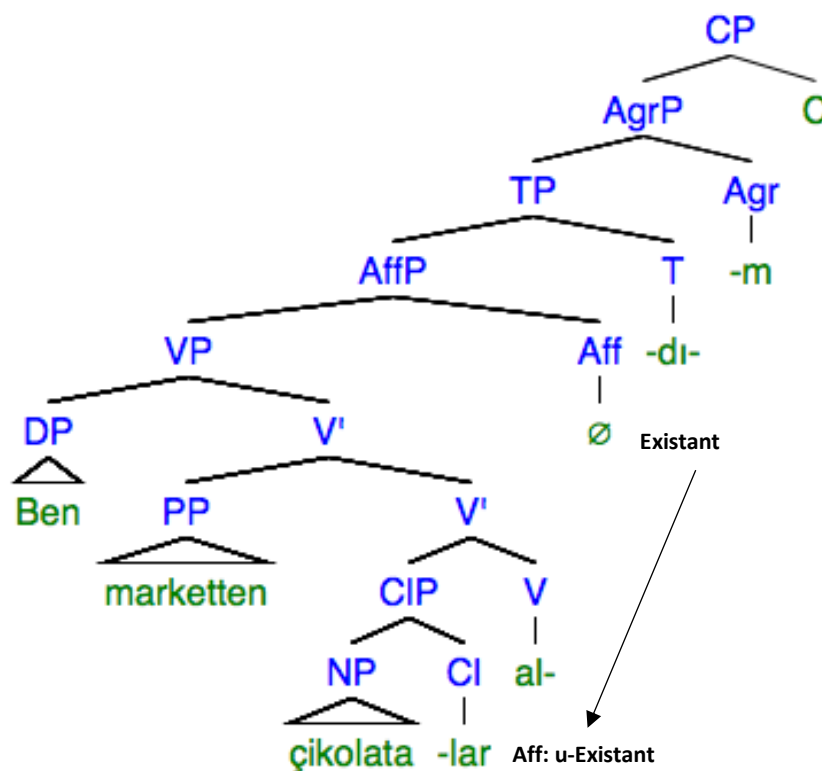 CP
AgrP C
TP Agr
AffP T -m
VP Aff -dı-
DP V' ∅ Existant
Ben PP V'
marketten ClP V
NP Cl al-
çikolata -lar Aff: u-Existant